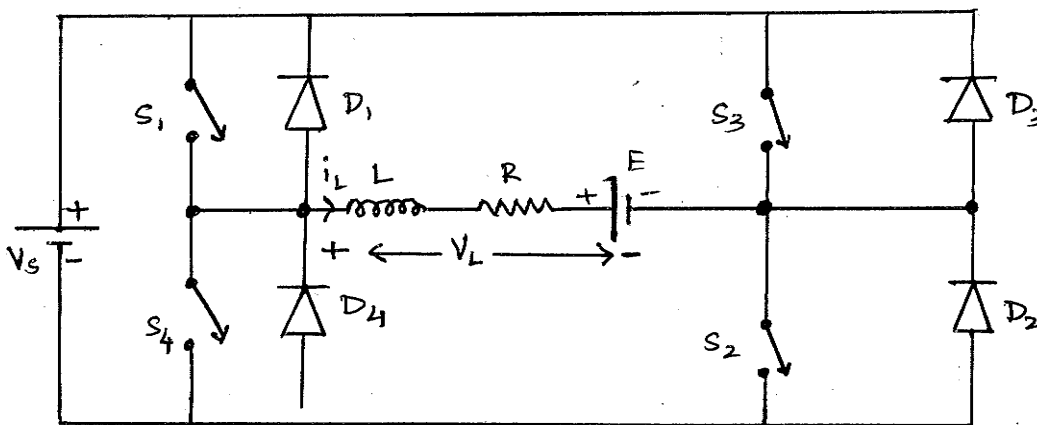 S1 D1 S3 D3
iL L R + E -
+ VS -
+ VL -
S4 D4 S2 D2